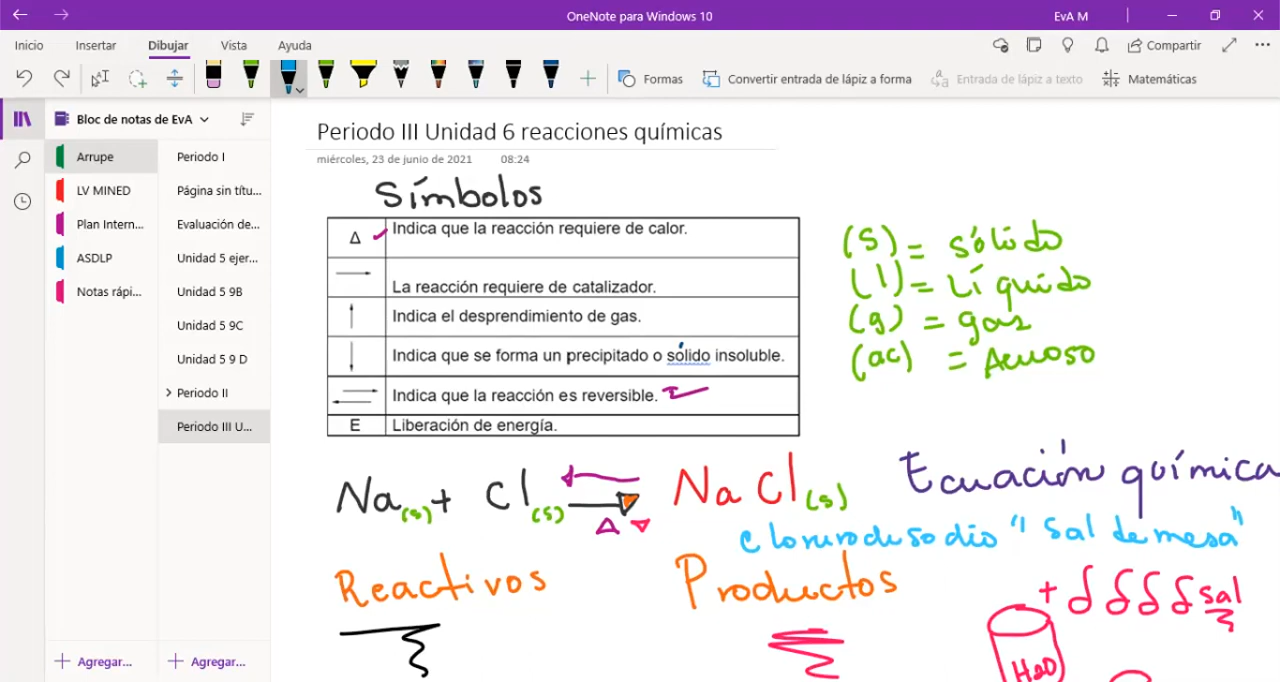 OneNote para Windows 10
EvA M
Inicio Insertar Dibujar Vista Ayuda
Compartir
Formas Convertir entrada de lápiz a forma Entrada de lápiz a texto Matemáticas
Bloc de notas de EvA
Arrupe
LV MINED
Plan Intern...
ASDLP
Notas rápi...
Periodo I
Página sin títu...
Evaluación de...
Unidad 5 ejer...
Unidad 5 9B
Unidad 5 9C
Unidad 5 9 D
Periodo II
Periodo III U...
Agregar... Agregar...
Periodo III Unidad 6 reacciones químicas
miércoles, 23 de junio de 2021 08:24
Símbolos
Δ Indica que la reacción requiere de calor.
→ La reacción requiere de catalizador.
↑ Indica el desprendimiento de gas.
↓ Indica que se forma un precipitado o sólido insoluble.
⇄ Indica que la reacción es reversible.
E Liberación de energía.
(S) = Sólido
(l) = Líquido
(g) = gas
(ac) = Acuoso
Na(s) + Cl(s) → NaCl(s)
Δ
Ecuación química
Cloruro de sodio "Sal de mesa"
Reactivos Productos
+ sal
H2O